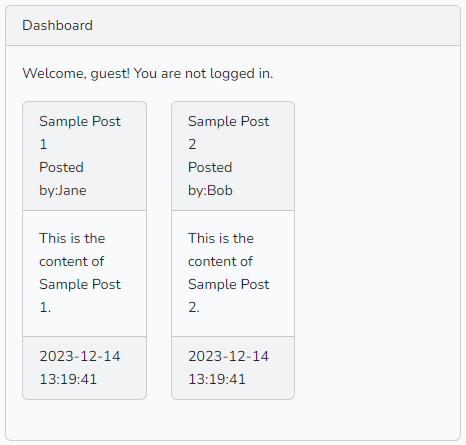 Dashboard
Welcome, guest! You are not logged in.
Sample Post
1
Posted
by:Jane
This is the
content of
Sample Post
1.
2023-12-14
13:19:41
Sample Post
2
Posted
by:Bob
This is the
content of
Sample Post
2.
2023-12-14
13:19:41